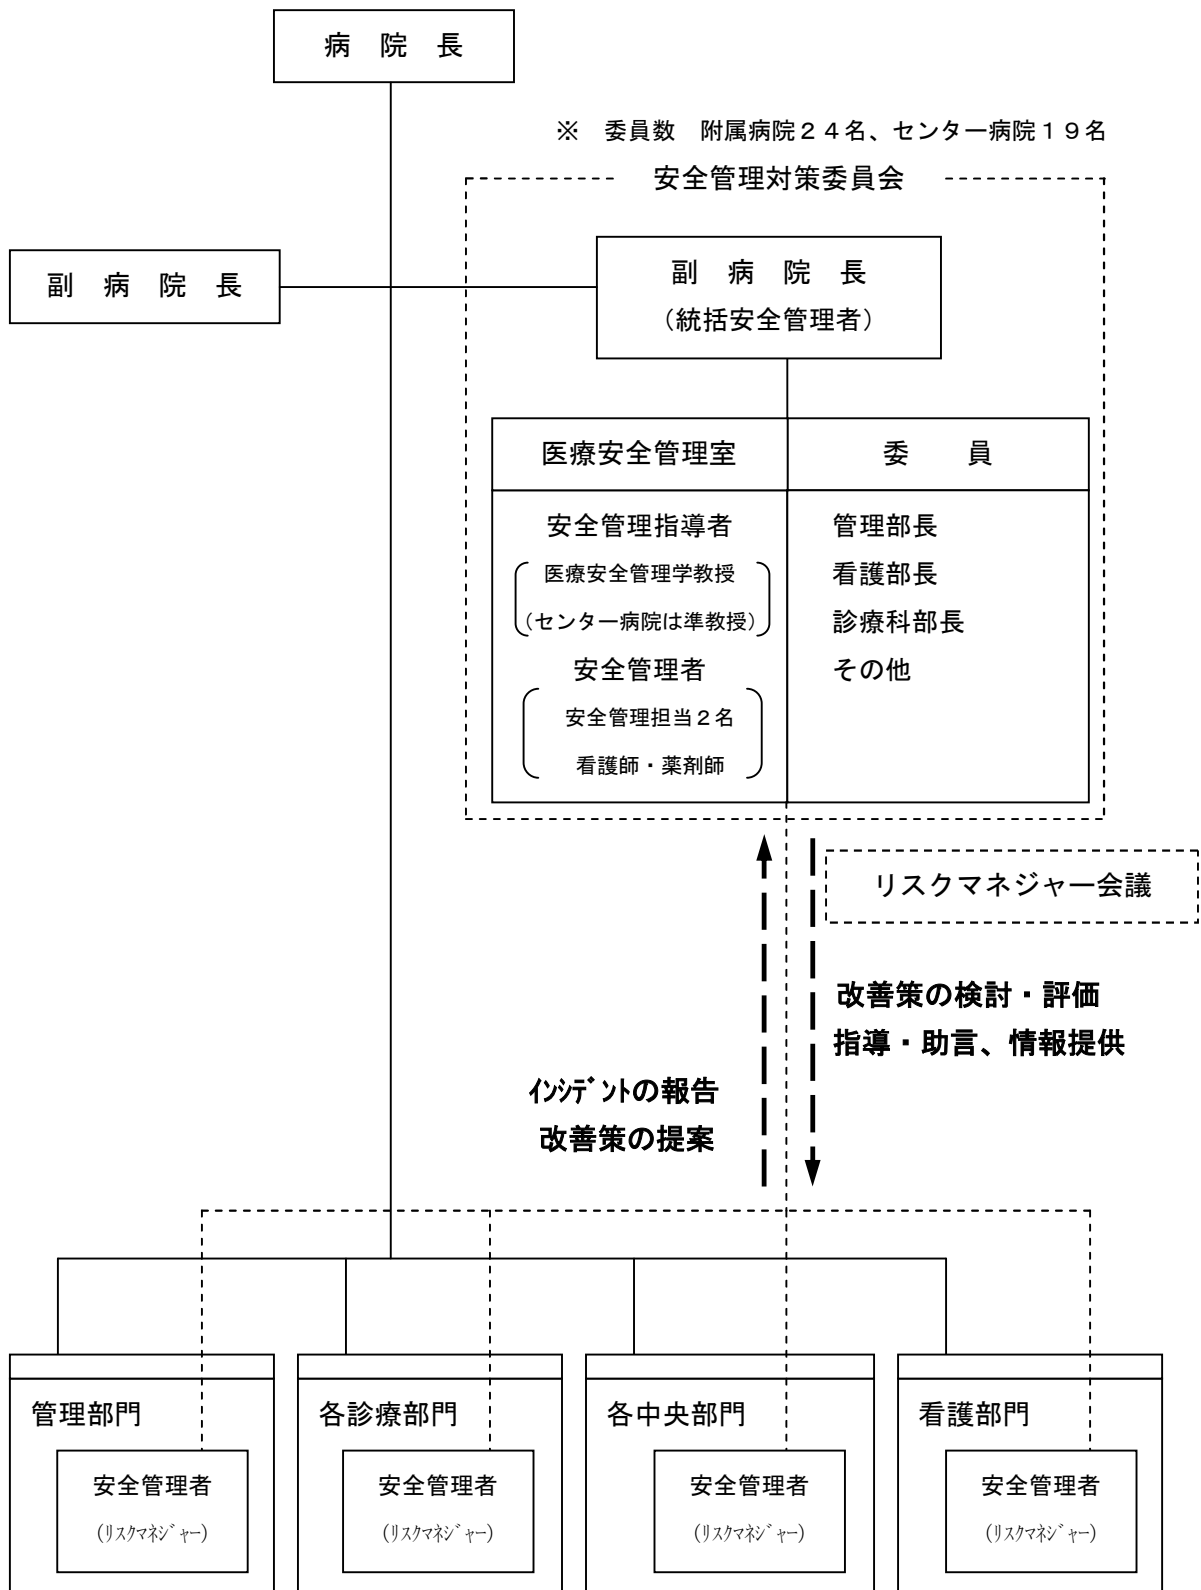 病　院　長
※　委員数　附属病院２４名、センター病院１９名
安全管理対策委員会
副　病　院　長
副　病　院　長
（統括安全管理者）
医療安全管理室
委　　員
安全管理指導者
医療安全管理学教授
（センター病院は準教授）
安全管理者
安全管理担当２名
看護師・薬剤師
管理部長
看護部長
診療科部長
その他
リスクマネジャー会議
改善策の検討・評価
指導・助言、情報提供
ｲﾝｼﾃﾞﾝﾄの報告
改善策の提案
管理部門
安全管理者
(ﾘｽｸﾏﾈｼﾞｬｰ)
各診療部門
安全管理者
(ﾘｽｸﾏﾈｼﾞｬｰ)
各中央部門
安全管理者
(ﾘｽｸﾏﾈｼﾞｬｰ)
看護部門
安全管理者
(ﾘｽｸﾏﾈｼﾞｬｰ)